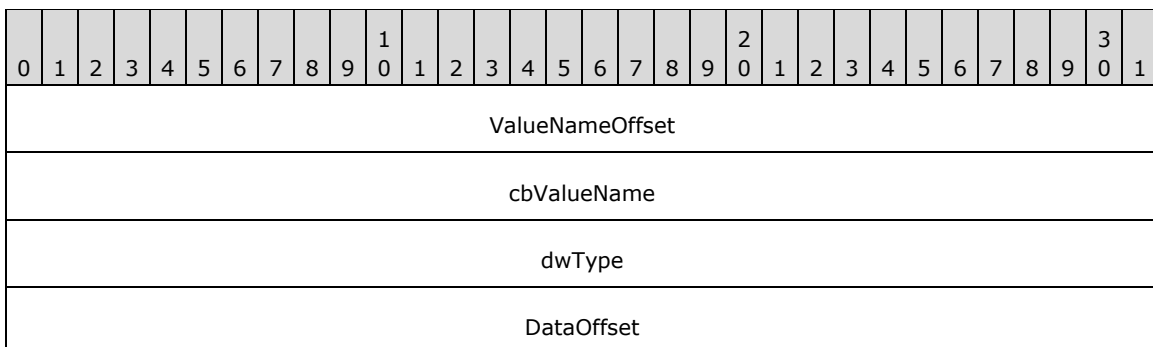 1 2 3
0 1 2 3 4 5 6 7 8 9 0 1 2 3 4 5 6 7 8 9 0 1 2 3 4 5 6 7 8 9 0 1
ValueNameOffset
cbValueName
dwType
DataOffset